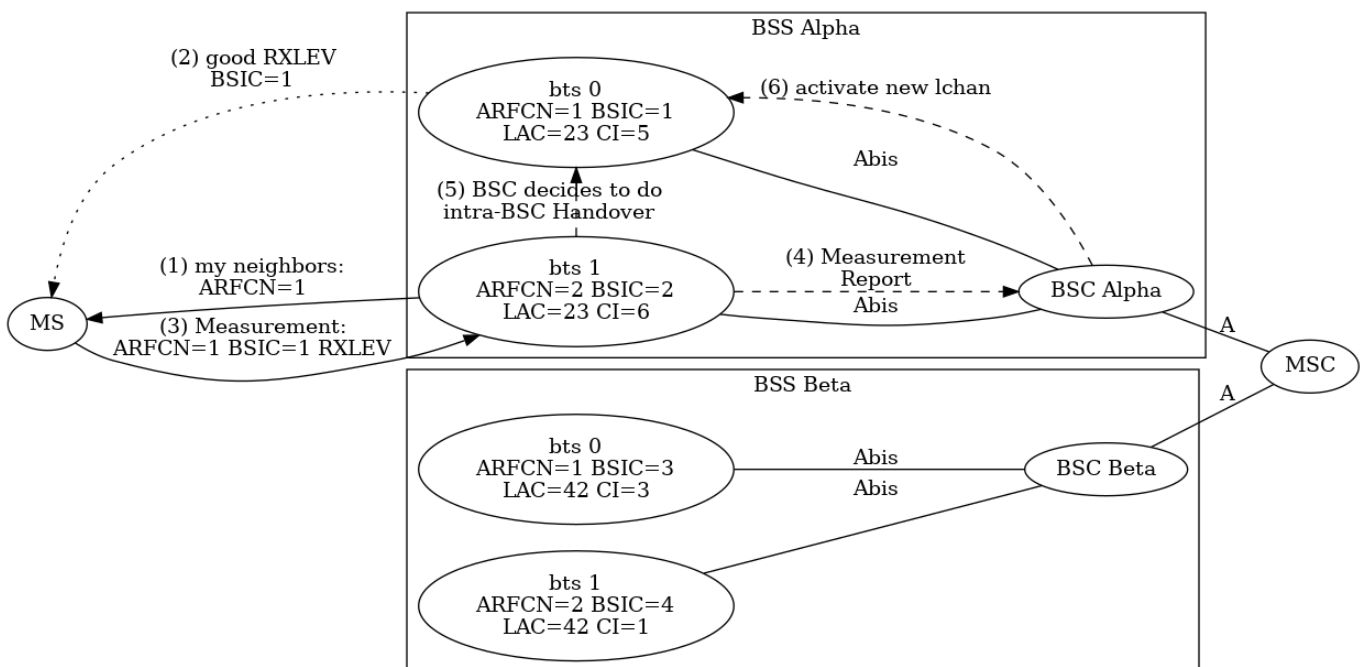 BSS Alpha
(2) good RXLEV
BSIC=1
bts 0
ARFCN=1 BSIC=1
LAC=23 CI=5
(6) activate new lchan
Abis
(5) BSC decides to do
intra-BSC Handover
(1) my neighbors:
ARFCN=1
bts 1
ARFCN=2 BSIC=2
LAC=23 CI=6
(4) Measurement
Report
Abis
BSC Alpha
MS
(3) Measurement:
ARFCN=1 BSIC=1 RXLEV
A
MSC
A
BSS Beta
bts 0
ARFCN=1 BSIC=3
LAC=42 CI=3
Abis
Abis
BSC Beta
bts 1
ARFCN=2 BSIC=4
LAC=42 CI=1